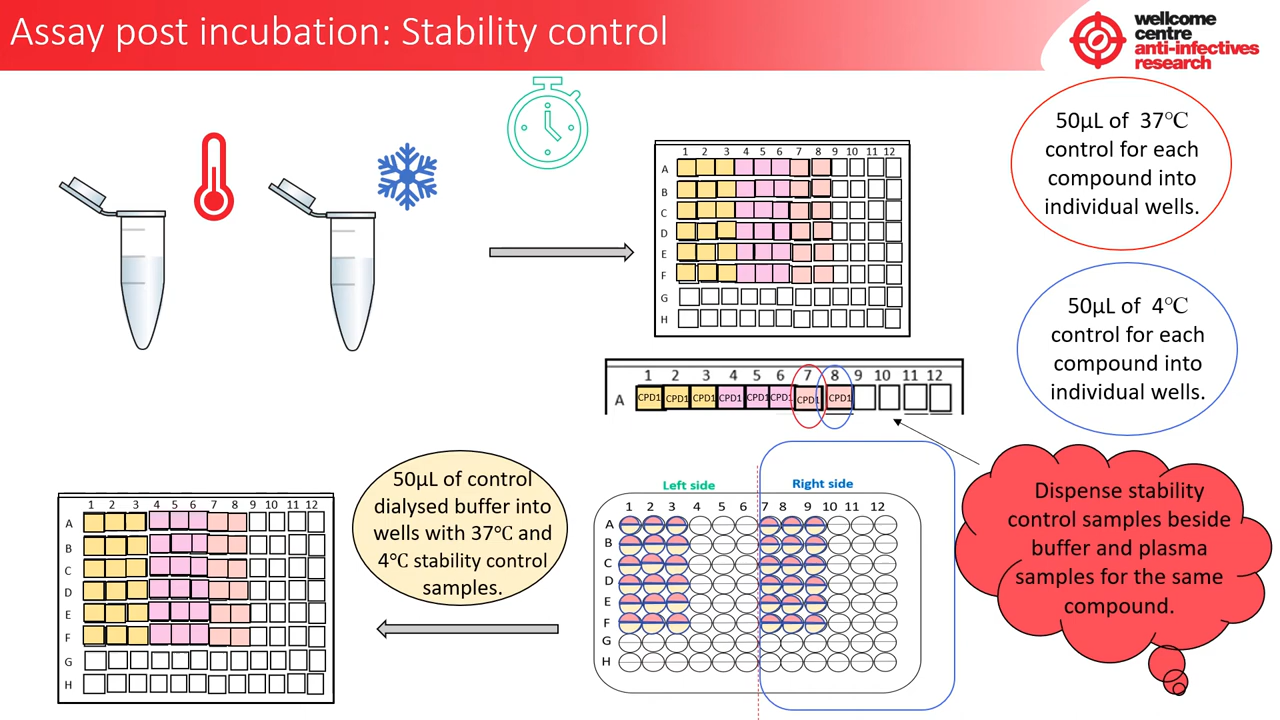 Assay post incubation: Stability control
wellcome
centre
anti-infectives
research
50µL of 37℃
control for each
compound into
individual wells.
1 2 3 4 5 6 7 8 9 10 11 12
A
B
C
D
E
F
G
H
50µL of 4℃
control for each
compound into
individual wells.
1 2 3 4 5 6 7 8 9 10 11 12
A CPD1 CPD1 CPD1 CPD1 CPD1 CPD1 CPD1 CPD1
50µL of control
dialysed buffer into
wells with 37℃ and
4℃ stability control
samples.
Left side Right side
1 2 3 4 5 6 7 8 9 10 11 12
A
B
C
D
E
F
G
H
Dispense stability
control samples beside
buffer and plasma
samples for the same
compound.
1 2 3 4 5 6 7 8 9 10 11 12
A
B
C
D
E
F
G
H